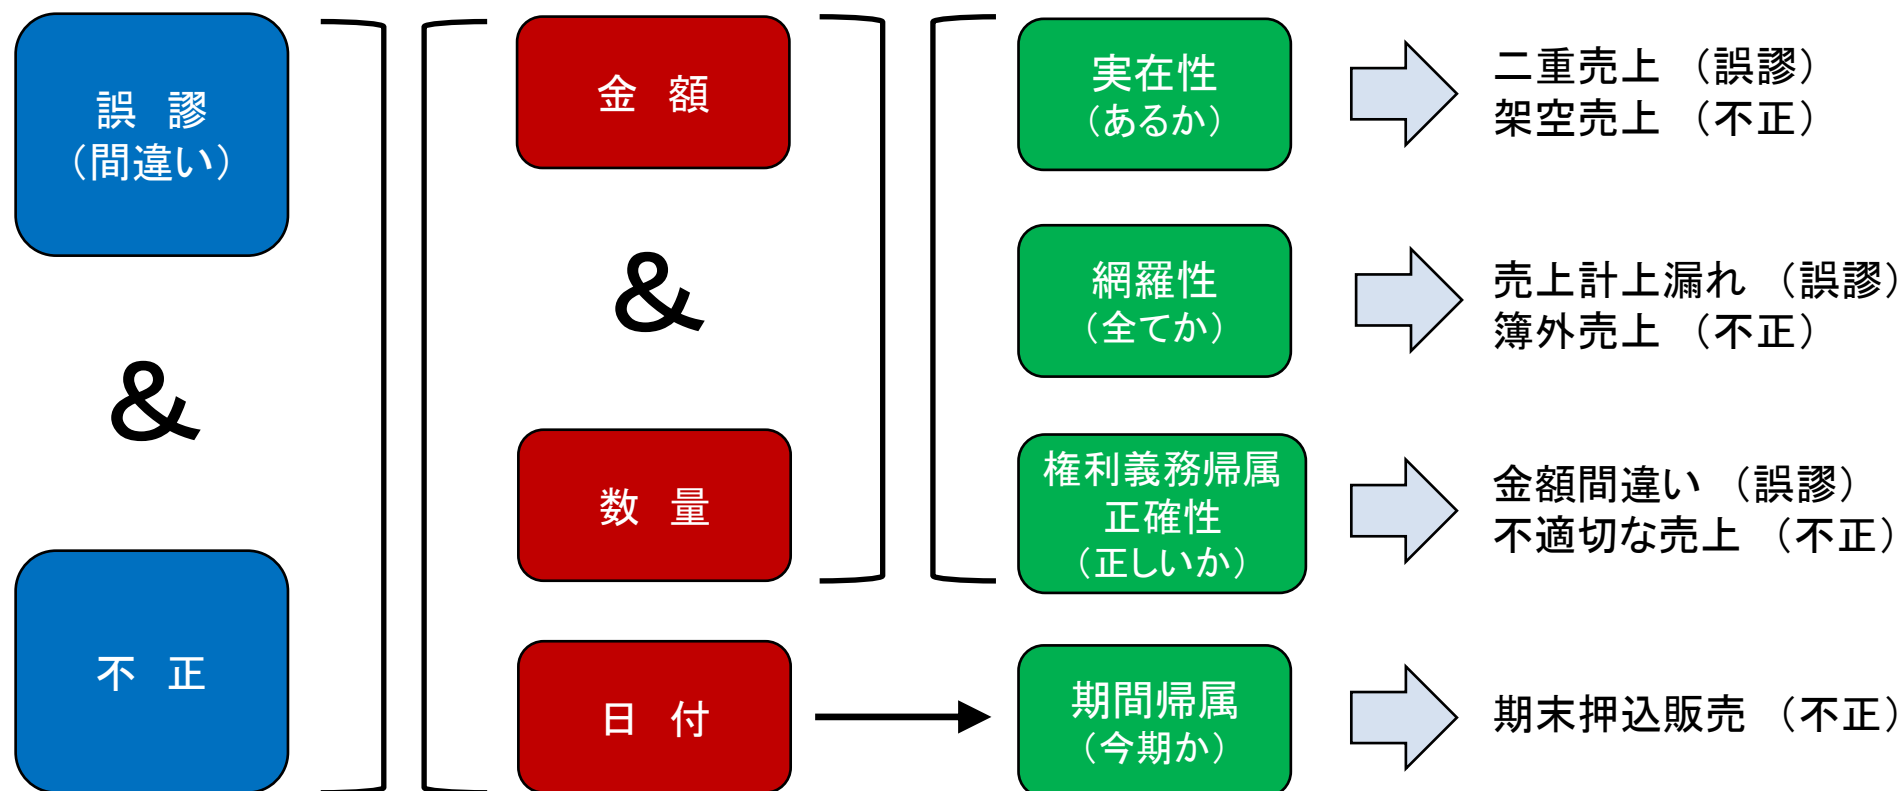 誤　謬
（間違い）
&
不　正
金　額
&
数　量
日　付
実在性
（あるか）
網羅性
（全てか）
権利義務帰属
正確性
（正しいか）
期間帰属
（今期か）
二重売上 （誤謬）
架空売上 （不正）
売上計上漏れ （誤謬）
簿外売上 （不正）
金額間違い （誤謬）
不適切な売上 （不正）
期末押込販売 （不正）